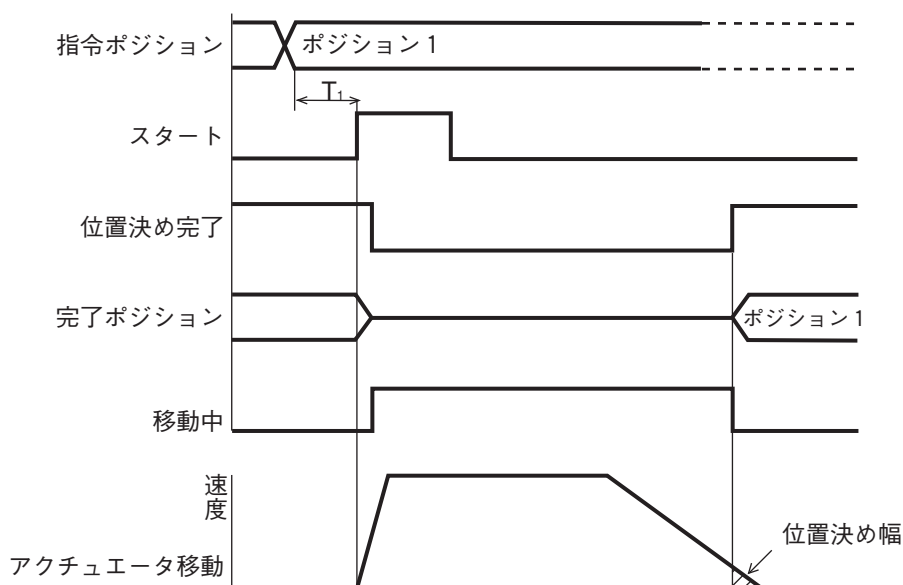 指令ポジション
ポジション1
T₁
スタート
位置決め完了
完了ポジション
ポジション1
移動中
速度
位置決め幅
アクチュエータ移動